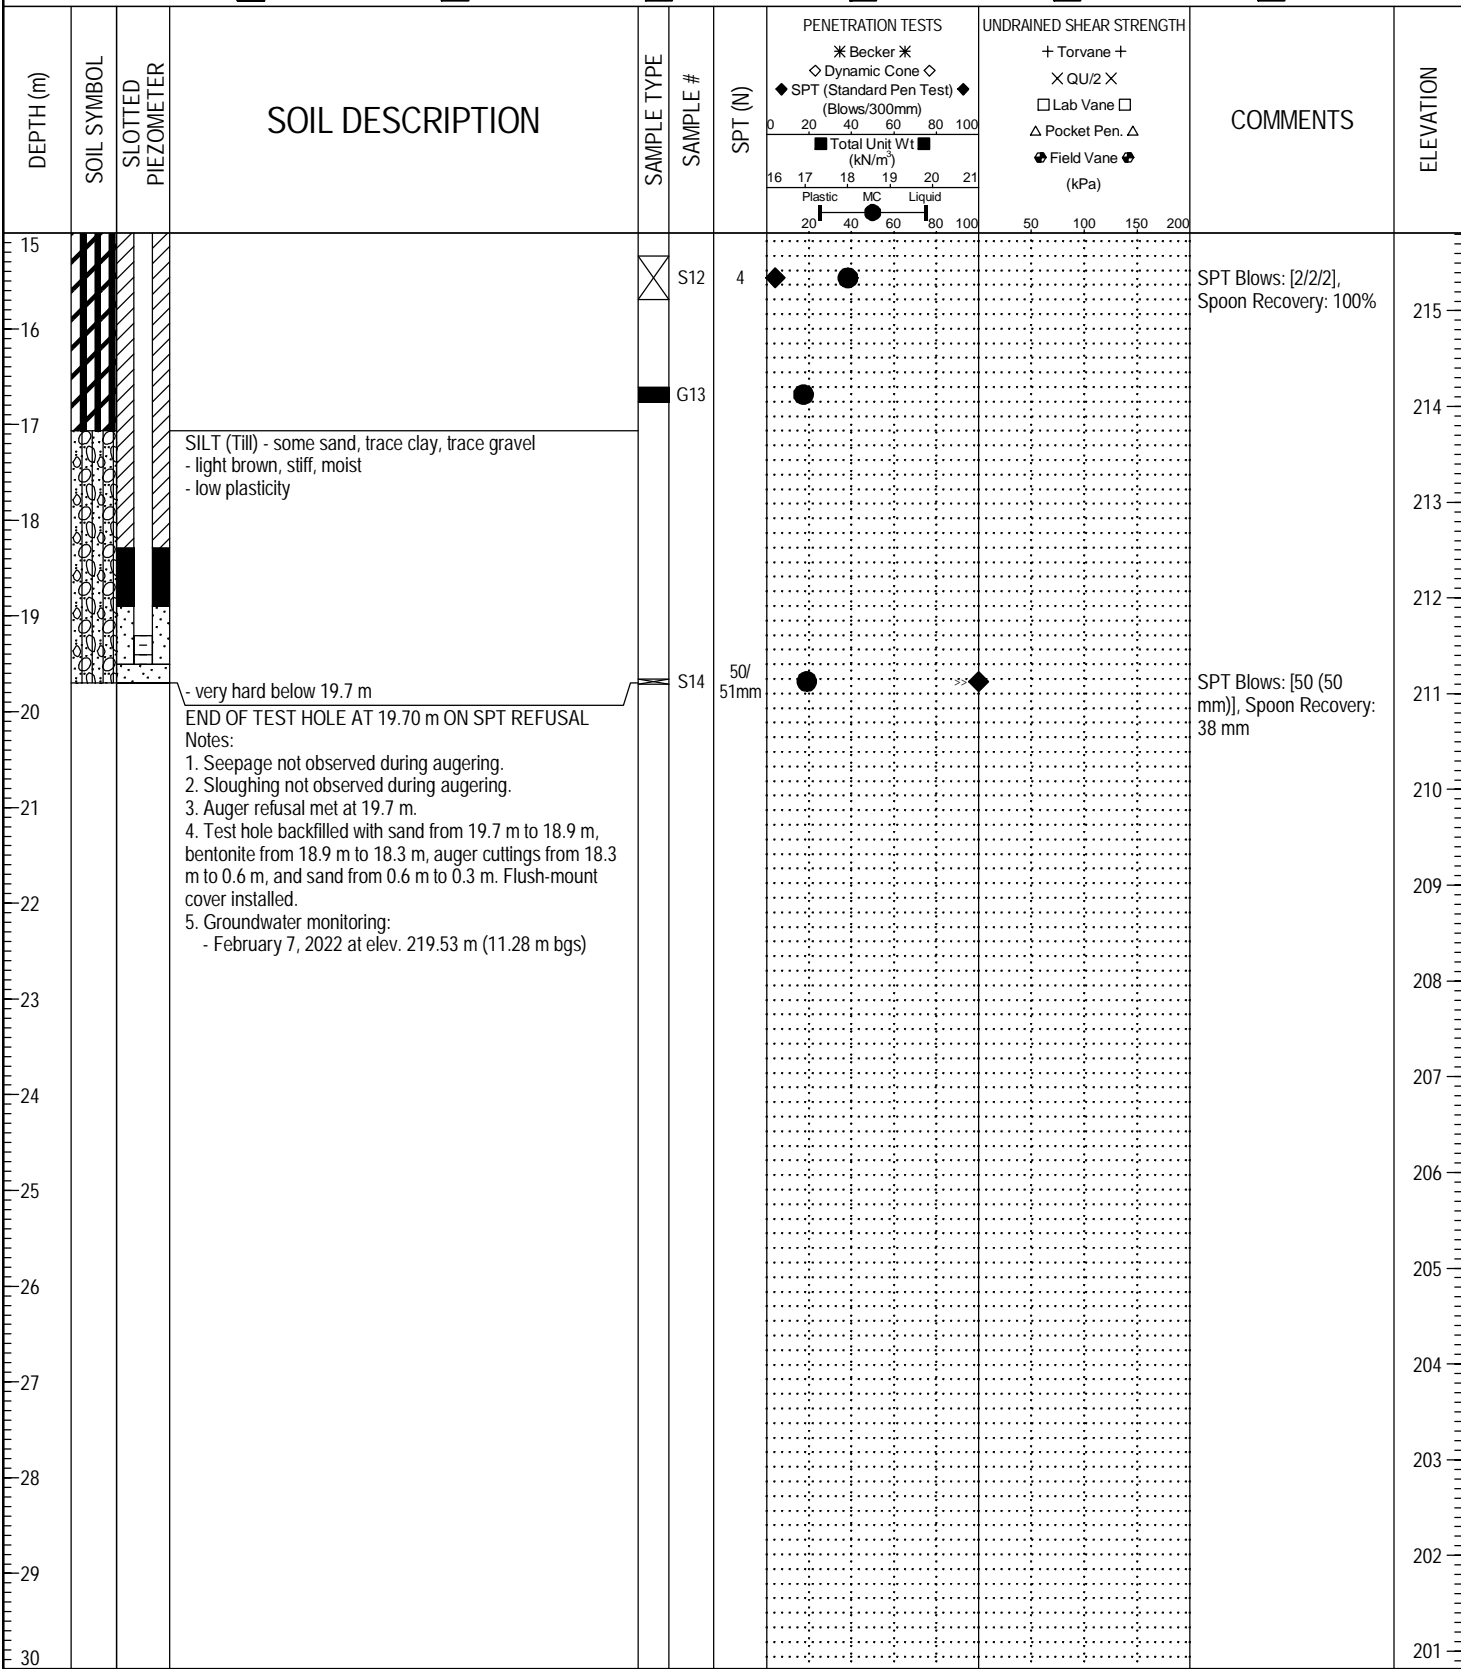 DEPTH (m)
SOIL SYMBOL
SLOTTED
PIEZOMETER
SOIL DESCRIPTION
SAMPLE TYPE
SAMPLE #
SPT (N)
PENETRATION TESTS
✳ Becker ✳
◇ Dynamic Cone ◇
◆ SPT (Standard Pen Test) ◆
(Blows/300mm)
0 20 40 60 80 100
■ Total Unit Wt ■
(kN/m³)
16 17 18 19 20 21
Plastic MC Liquid
20 40 60 80 100
UNDRAINED SHEAR STRENGTH
+ Torvane +
✕ QU/2 ✕
□ Lab Vane □
△ Pocket Pen. △
Field Vane
(kPa)
50 100 150 200
COMMENTS
ELEVATION
15
S12 4
SPT Blows: [2/2/2],
Spoon Recovery: 100%
215
16
G13
214
17
SILT (Till) - some sand, trace clay, trace gravel
- light brown, stiff, moist
- low plasticity
213
18
212
19
- very hard below 19.7 m
S14
50/
51mm
>>
SPT Blows: [50 (50
mm)], Spoon Recovery:
38 mm
211
20
END OF TEST HOLE AT 19.70 m ON SPT REFUSAL
Notes:
1. Seepage not observed during augering.
2. Sloughing not observed during augering.
3. Auger refusal met at 19.7 m.
4. Test hole backfilled with sand from 19.7 m to 18.9 m,
bentonite from 18.9 m to 18.3 m, auger cuttings from 18.3
m to 0.6 m, and sand from 0.6 m to 0.3 m. Flush-mount
cover installed.
5. Groundwater monitoring:
- February 7, 2022 at elev. 219.53 m (11.28 m bgs)
210
21
209
22
208
23
207
24
206
25
205
26
204
27
203
28
202
29
201
30